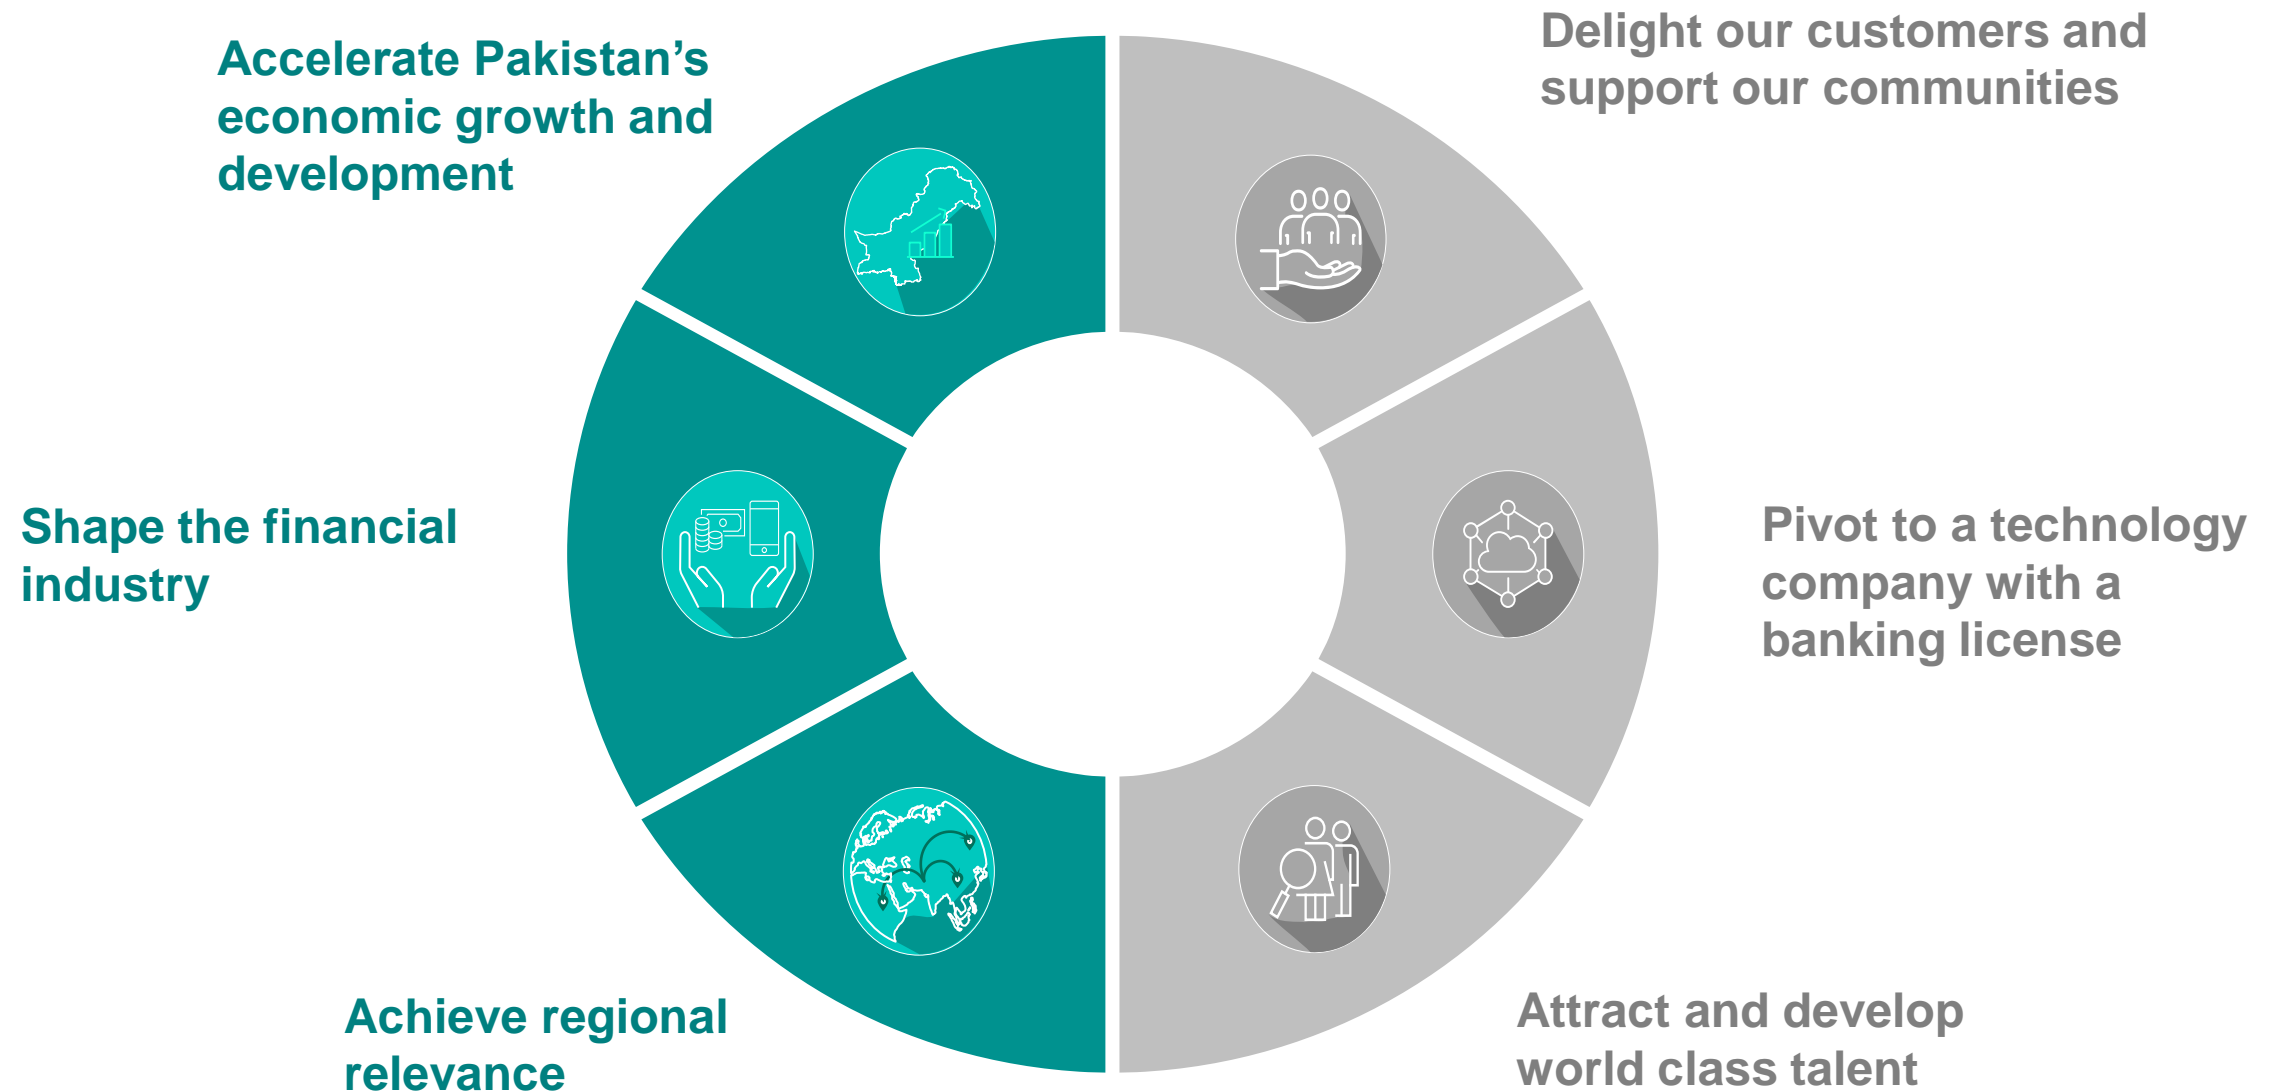 Accelerate Pakistan’s
economic growth and
development
Delight our customers and
support our communities
Shape the financial
industry
Pivot to a technology
company with a
banking license
Achieve regional
relevance
Attract and develop
world class talent